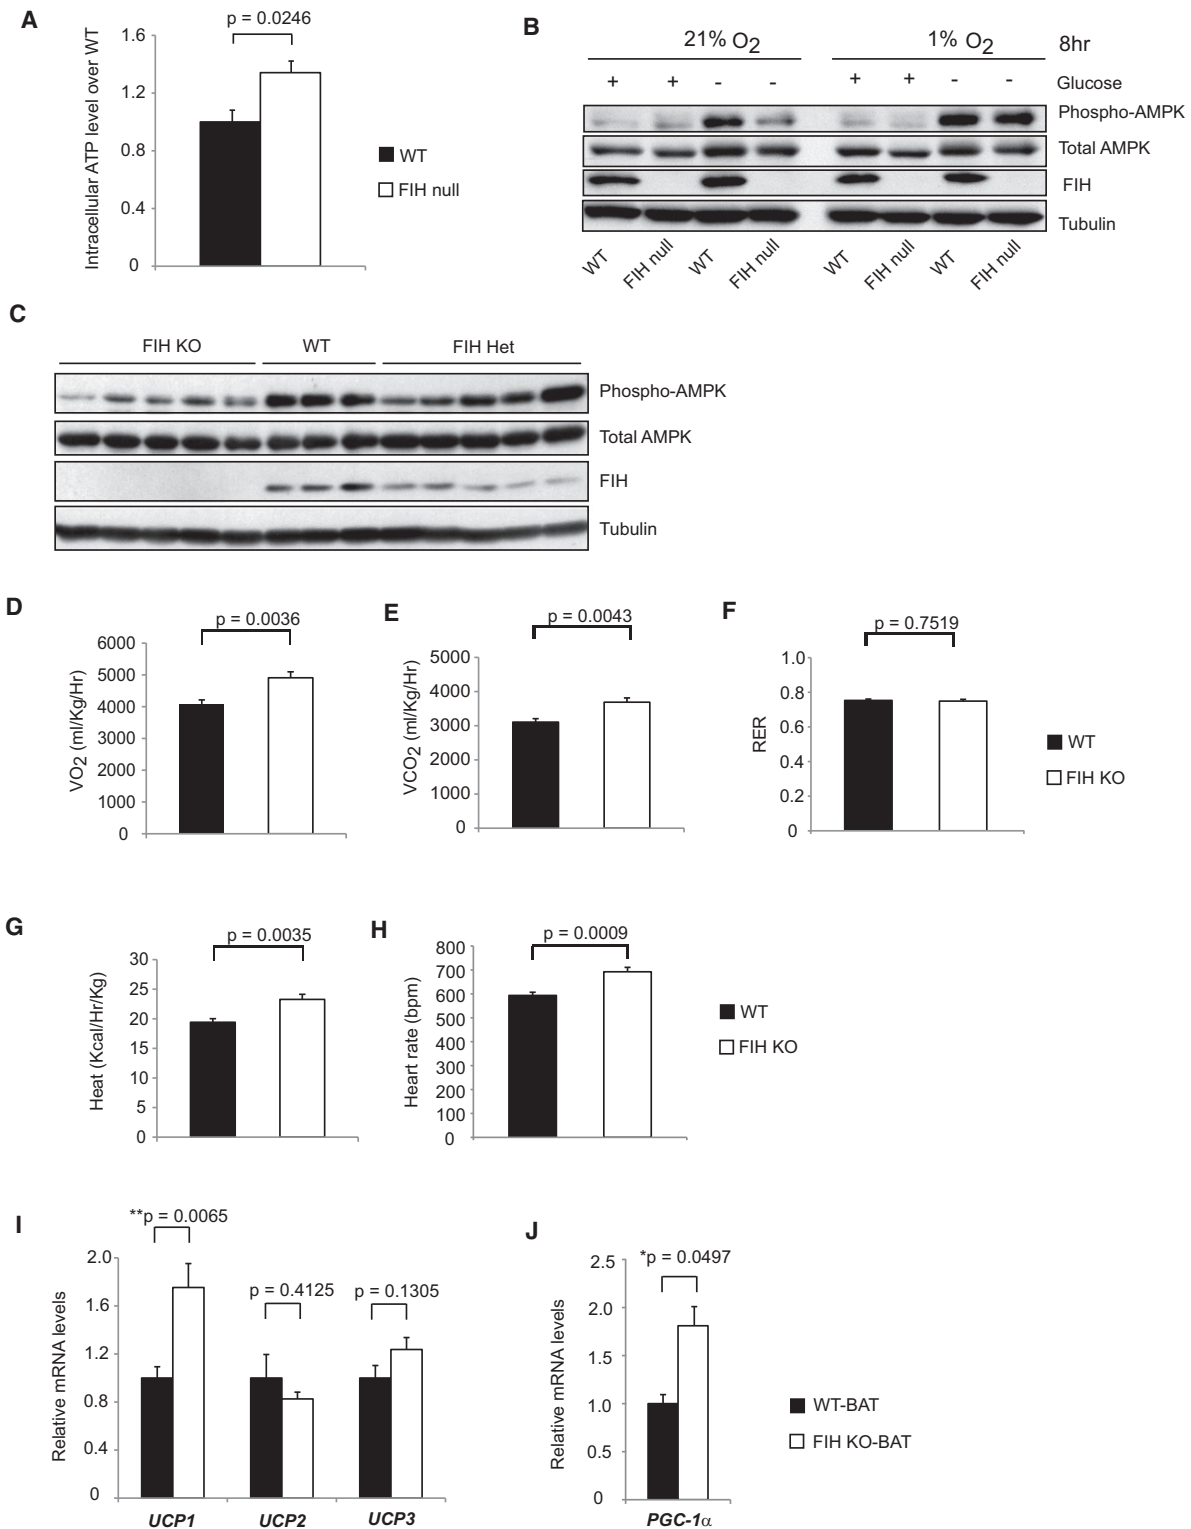 A
p = 0.0246
Intracellular ATP level over WT
1.6
1.2
0.8
0.4
0
WT
FIH null
B
21% O2
1% O2
8hr
+ + - - + + - - Glucose
Phospho-AMPK
Total AMPK
FIH
Tubulin
WT FIH null WT FIH null WT FIH null WT FIH null
C
FIH KO WT FIH Het
Phospho-AMPK
Total AMPK
FIH
Tubulin
D
p = 0.0036
VO2 (ml/Kg/Hr)
6000
5000
4000
3000
2000
1000
0
E
p = 0.0043
VCO2 (ml/Kg/Hr)
5000
4000
3000
2000
1000
0
F
p = 0.7519
RER
1.0
0.8
0.6
0.4
0.2
0
WT
FIH KO
G
p = 0.0035
Heat (Kcal/Hr/Kg)
30
25
20
15
10
5
0
H
p = 0.0009
Heart rate (bpm)
800
700
600
500
400
300
200
100
0
WT
FIH KO
I
**p = 0.0065
p = 0.4125
p = 0.1305
Relative mRNA levels
2.0
1.6
1.2
0.8
0.4
0
UCP1 UCP2 UCP3
J
*p = 0.0497
Relative mRNA levels
2.5
2.0
1.5
1.0
0.5
0
PGC-1α
WT-BAT
FIH KO-BAT